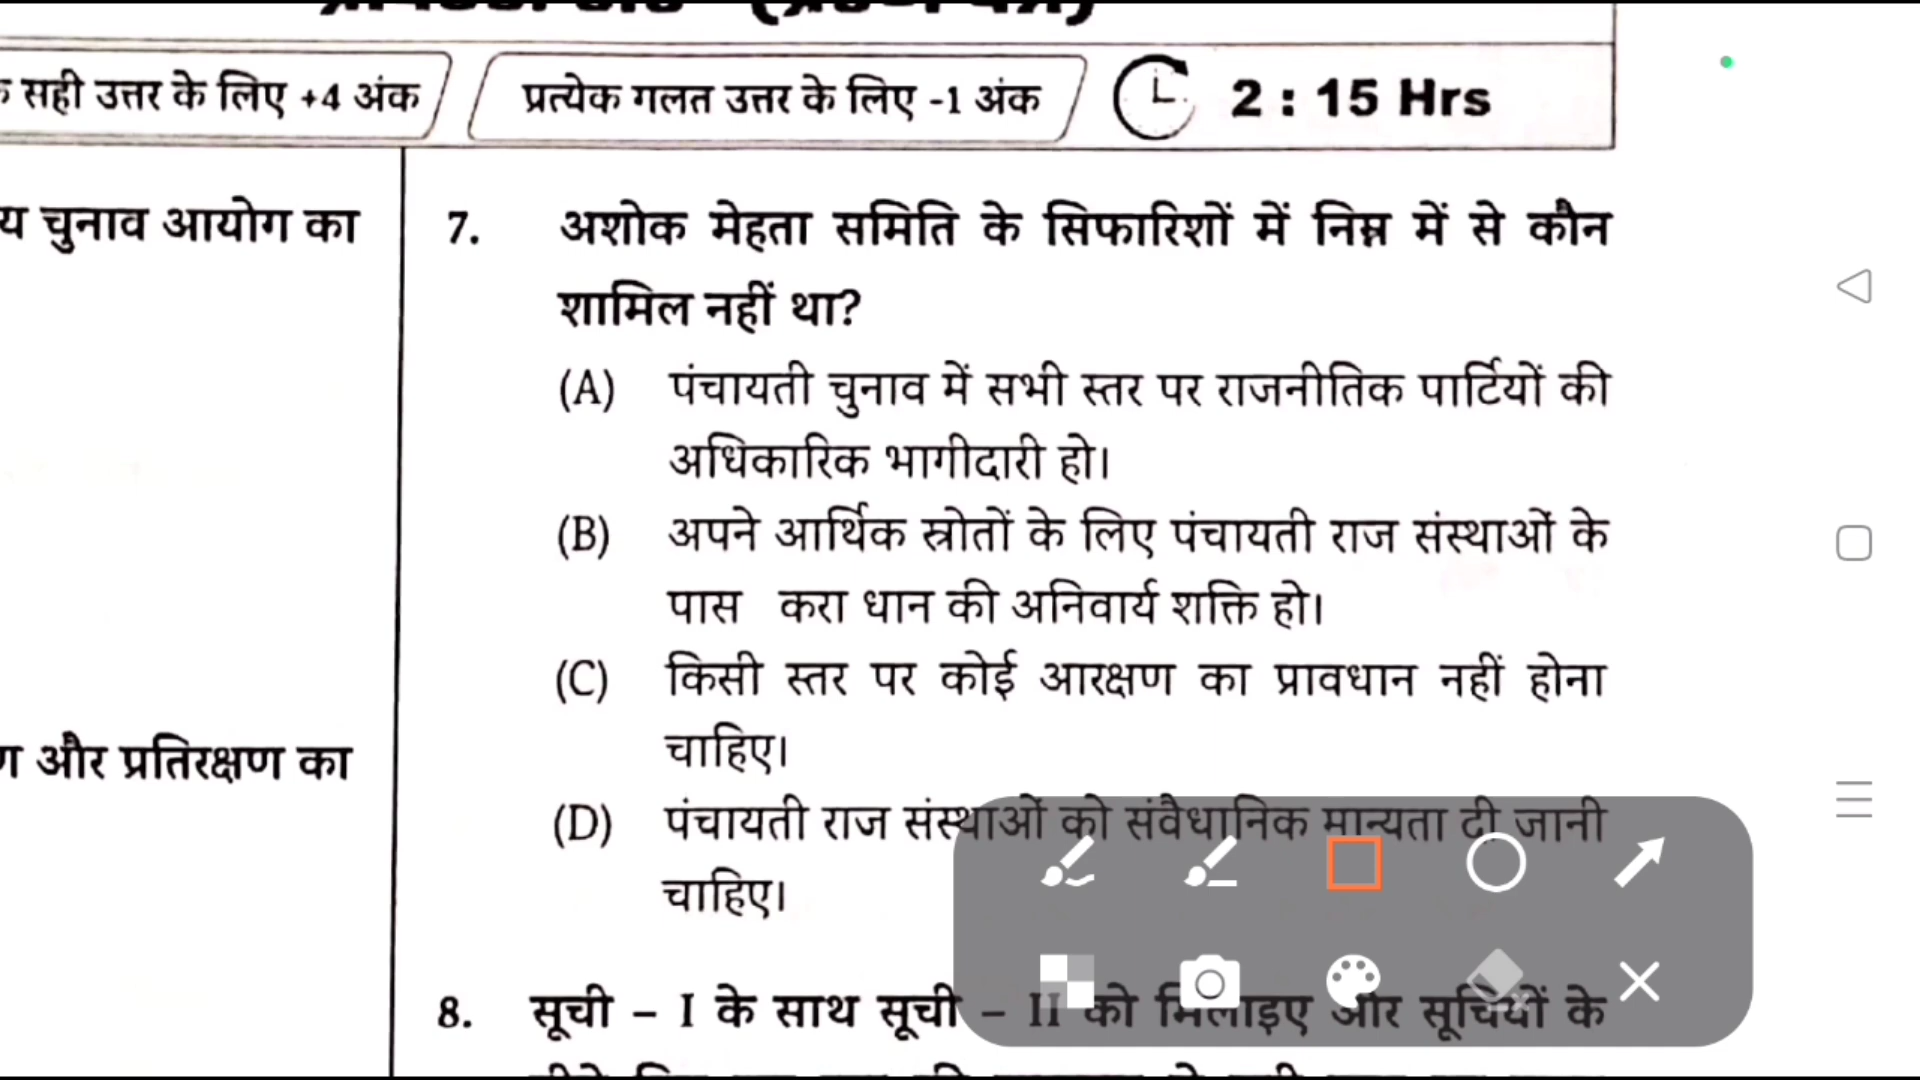 सही उत्तर के लिए +4 अंक
प्रत्येक गलत उत्तर के लिए -1 अंक
2 : 15 Hrs
चुनाव आयोग का
और प्रतिरक्षण का
7. अशोक मेहता समिति के सिफारिशों में निम्न में से कौन
शामिल नहीं था?
(A) पंचायती चुनाव में सभी स्तर पर राजनीतिक पार्टियों की
अधिकारिक भागीदारी हो।
(B) अपने आर्थिक स्रोतों के लिए पंचायती राज संस्थाओं के
पास करा धान की अनिवार्य शक्ति हो।
(C) किसी स्तर पर कोई आरक्षण का प्रावधान नहीं होना
चाहिए।
(D) पंचायती राज संस्थाओं को संवैधानिक मान्यता दी जानी
चाहिए।
8. सूची – I के साथ सूची – II को मिलाइए और सूचियों के